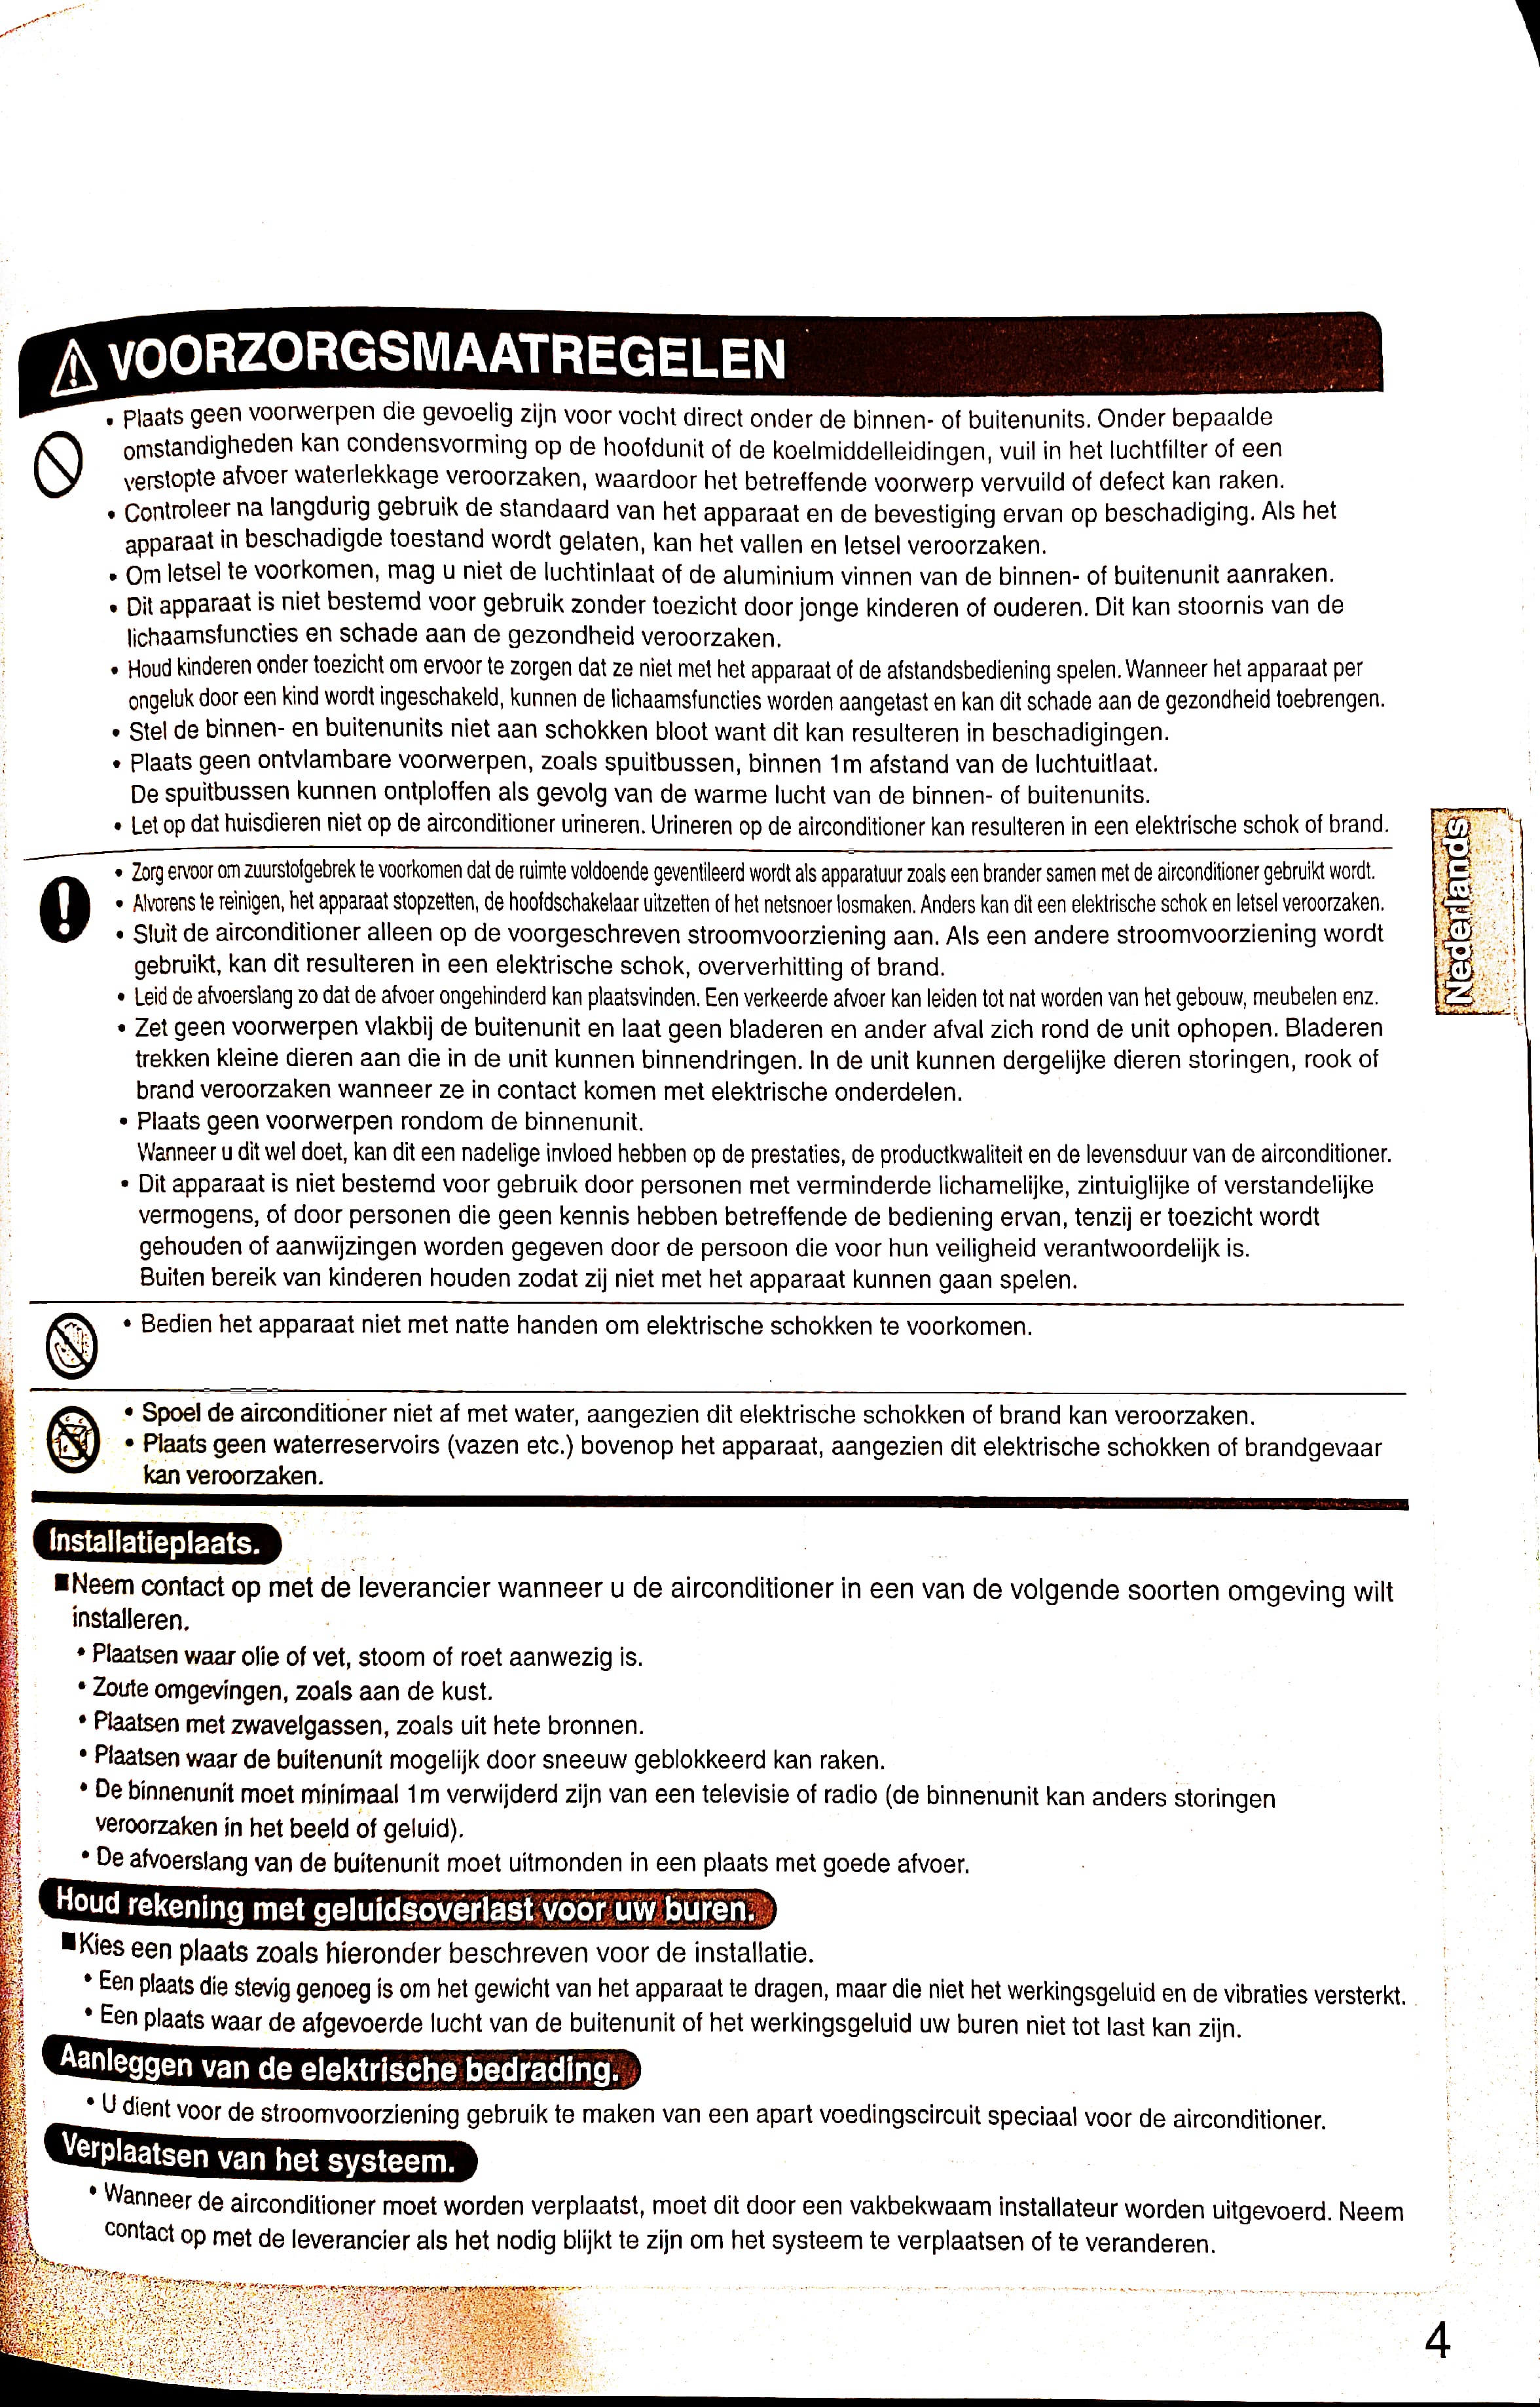 VOORZORGSMAATREGELEN
• Plaats geen voorwerpen die gevoelig zijn voor vocht direct onder de binnen- of buitenunits. Onder bepaalde
omstandigheden kan condensvorming op de hoofdunit of de koelmiddelleidingen, vuil in het luchtfilter of een
verstopte afvoer waterlekkage veroorzaken, waardoor het betreffende voorwerp vervuild of defect kan raken.
• Controleer na langdurig gebruik de standaard van het apparaat en de bevestiging ervan op beschadiging. Als het
apparaat in beschadigde toestand wordt gelaten, kan het vallen en letsel veroorzaken.
• Om letsel te voorkomen, mag u niet de luchtinlaat of de aluminium vinnen van de binnen- of buitenunit aanraken.
• Dit apparaat is niet bestemd voor gebruik zonder toezicht door jonge kinderen of ouderen. Dit kan stoornis van de
lichaamsfuncties en schade aan de gezondheid veroorzaken.
• Houd kinderen onder toezicht om ervoor te zorgen dat ze niet met het apparaat of de afstandsbediening spelen. Wanneer het apparaat per
ongeluk door een kind wordt ingeschakeld, kunnen de lichaamsfuncties worden aangetast en kan dit schade aan de gezondheid toebrengen.
• Stel de binnen- en buitenunits niet aan schokken bloot want dit kan resulteren in beschadigingen.
• Plaats geen ontvlambare voorwerpen, zoals spuitbussen, binnen 1m afstand van de luchtuitlaat.
De spuitbussen kunnen ontploffen als gevolg van de warme lucht van de binnen- of buitenunits.
• Let op dat huisdieren niet op de airconditioner urineren. Urineren op de airconditioner kan resulteren in een elektrische schok of brand.
• Zorg ervoor om zuurstofgebrek te voorkomen dat de ruimte voldoende geventileerd wordt als apparatuur zoals een brander samen met de airconditioner gebruikt wordt.
• Alvorens te reinigen, het apparaat stopzetten, de hoofdschakelaar uitzetten of het netsnoer losmaken. Anders kan dit een elektrische schok en letsel veroorzaken.
• Sluit de airconditioner alleen op de voorgeschreven stroomvoorziening aan. Als een andere stroomvoorziening wordt
gebruikt, kan dit resulteren in een elektrische schok, oververhitting of brand.
• Leid de afvoerslang zo dat de afvoer ongehinderd kan plaatsvinden. Een verkeerde afvoer kan leiden tot nat worden van het gebouw, meubelen enz.
• Zet geen voorwerpen vlakbij de buitenunit en laat geen bladeren en ander afval zich rond de unit ophopen. Bladeren
trekken kleine dieren aan die in de unit kunnen binnendringen. In de unit kunnen dergelijke dieren storingen, rook of
brand veroorzaken wanneer ze in contact komen met elektrische onderdelen.
• Plaats geen voorwerpen rondom de binnenunit.
Wanneer u dit wel doet, kan dit een nadelige invloed hebben op de prestaties, de productkwaliteit en de levensduur van de airconditioner.
• Dit apparaat is niet bestemd voor gebruik door personen met verminderde lichamelijke, zintuiglijke of verstandelijke
vermogens, of door personen die geen kennis hebben betreffende de bediening ervan, tenzij er toezicht wordt
gehouden of aanwijzingen worden gegeven door de persoon die voor hun veiligheid verantwoordelijk is.
Buiten bereik van kinderen houden zodat zij niet met het apparaat kunnen gaan spelen.
• Bedien het apparaat niet met natte handen om elektrische schokken te voorkomen.
• Spoel de airconditioner niet af met water, aangezien dit elektrische schokken of brand kan veroorzaken.
• Plaats geen waterreservoirs (vazen etc.) bovenop het apparaat, aangezien dit elektrische schokken of brandgevaar
kan veroorzaken.
Installatieplaats.
■Neem contact op met de leverancier wanneer u de airconditioner in een van de volgende soorten omgeving wilt
installeren.
• Plaatsen waar olie of vet, stoom of roet aanwezig is.
• Zoute omgevingen, zoals aan de kust.
• Plaatsen met zwavelgassen, zoals uit hete bronnen.
• Plaatsen waar de buitenunit mogelijk door sneeuw geblokkeerd kan raken.
• De binnenunit moet minimaal 1m verwijderd zijn van een televisie of radio (de binnenunit kan anders storingen
veroorzaken in het beeld of geluid).
• De afvoerslang van de buitenunit moet uitmonden in een plaats met goede afvoer.
Houd rekening met geluidsoverlast voor uw buren.
■Kies een plaats zoals hieronder beschreven voor de installatie.
• Een plaats die stevig genoeg is om het gewicht van het apparaat te dragen, maar die niet het werkingsgeluid en de vibraties versterkt.
• Een plaats waar de afgevoerde lucht van de buitenunit of het werkingsgeluid uw buren niet tot last kan zijn.
Aanleggen van de elektrische bedrading.
• U dient voor de stroomvoorziening gebruik te maken van een apart voedingscircuit speciaal voor de airconditioner.
Verplaatsen van het systeem.
• Wanneer de airconditioner moet worden verplaatst, moet dit door een vakbekwaam installateur worden uitgevoerd. Neem
contact op met de leverancier als het nodig blijkt te zijn om het systeem te verplaatsen of te veranderen.
Nederlands
4